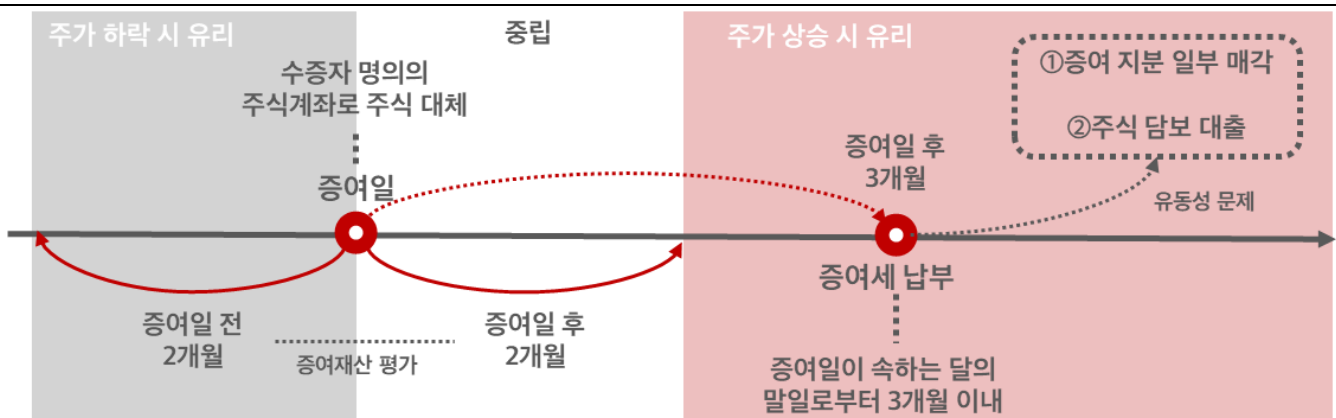 주가 하락 시 유리
중립
주가 상승 시 유리
수증자 명의의
주식계좌로 주식 대체
①증여 지분 일부 매각
②주식 담보 대출
증여일
증여일 후
3개월
유동성 문제
증여세 납부
증여일 전
2개월
증여재산 평가
증여일 후
2개월
증여일이 속하는 달의
말일로부터 3개월 이내